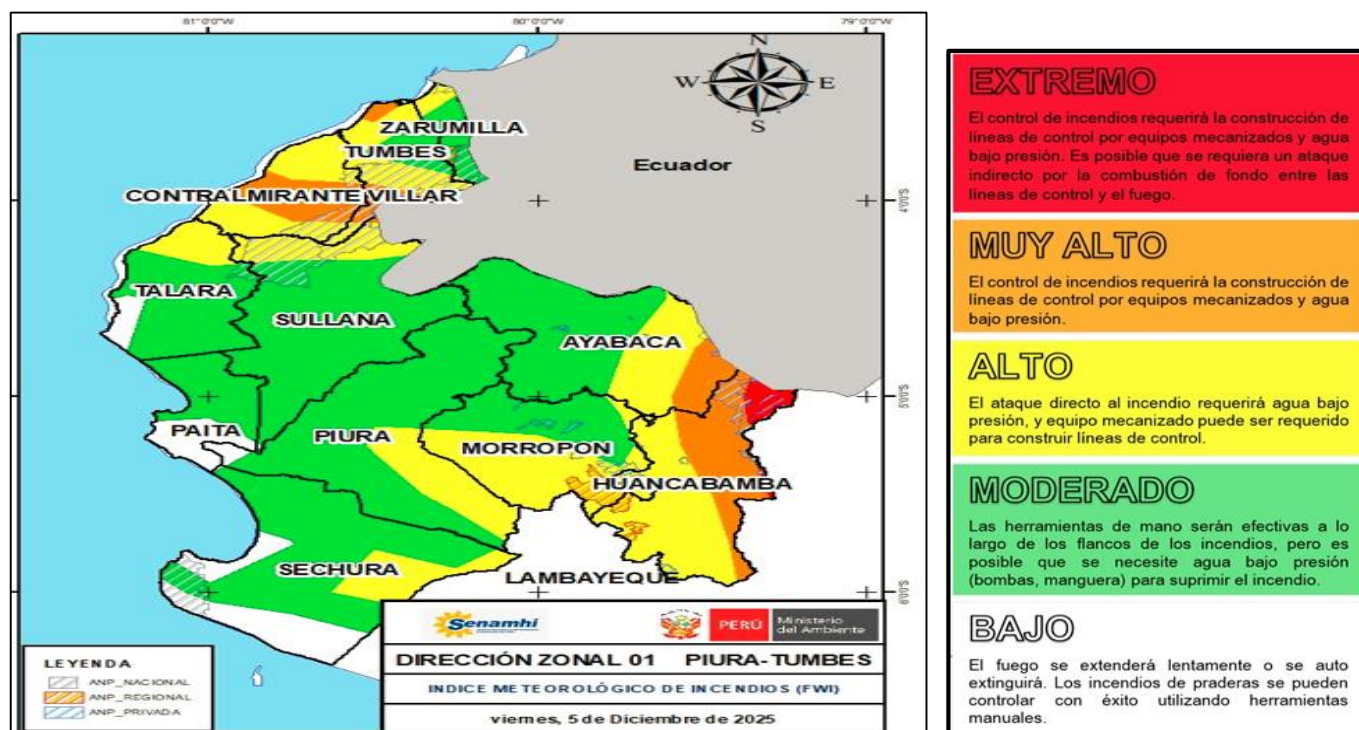 81°0'0"W 80°0'0"W 79°0'0"W
N
W E
S
ZARUMILLA
TUMBES
Ecuador
CONTRALMIRANTE VILLAR
4°0'0"S
TALARA
SULLANA
AYABACA
5°0'0"S
PAITA
PIURA
MORROPON
HUANCABAMBA
SECHURA
LAMBAYEQUE
6°0'0"S
Senamhi
PERÚ
Ministerio
del Ambiente
DIRECCIÓN ZONAL 01 PIURA-TUMBES
INDICE METEOROLÓGICO DE INCENDIOS (FWI)
viernes, 5 de Diciembre de 2025
LEYENDA
ANP_NACIONAL
ANP_REGIONAL
ANP_PRIVADA
EXTREMO
El control de incendios requerirá la construcción de
líneas de control por equipos mecanizados y agua
bajo presión. Es posible que se requiera un ataque
indirecto por la combustión de fondo entre las
líneas de control y el fuego.
MUY ALTO
El control de incendios requerirá la construcción de
líneas de control por equipos mecanizados y agua
bajo presión.
ALTO
El ataque directo al incendio requerirá agua bajo
presión, y equipo mecanizado puede ser requerido
para construir líneas de control.
MODERADO
Las herramientas de mano serán efectivas a lo
largo de los flancos de los incendios, pero es
posible que se necesite agua bajo presión
(bombas, manguera) para suprimir el incendio.
BAJO
El fuego se extenderá lentamente o se auto
extinguirá. Los incendios de praderas se pueden
controlar con éxito utilizando herramientas
manuales.